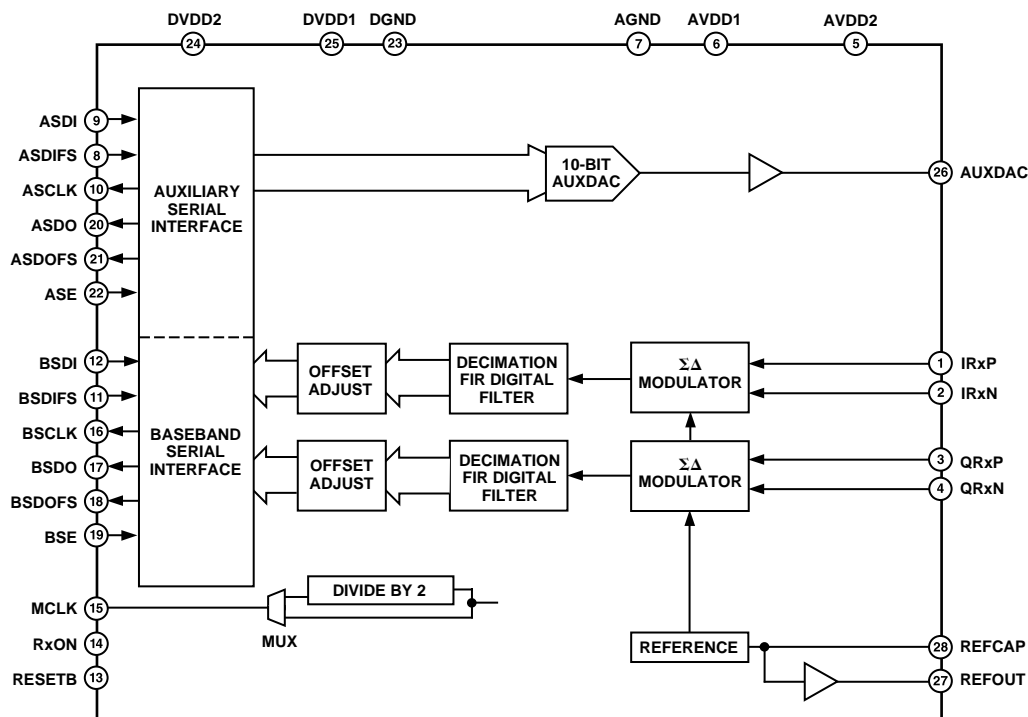 DVDD2
DVDD1
DGND
AGND
AVDD1
AVDD2
24
25
23
7
6
5
ASDI 9
ASDIFS 8
ASCLK 10
ASDO 20
ASDOFS 21
ASE 22
AUXILIARY
SERIAL
INTERFACE
10-BIT
AUXDAC
26 AUXDAC
BSDI 12
BSDIFS 11
BSCLK 16
BSDO 17
BSDOFS 18
BSE 19
BASEBAND
SERIAL
INTERFACE
OFFSET
ADJUST
DECIMATION
FIR DIGITAL
FILTER
ΣΔ
MODULATOR
1 IRxP
2 IRxN
OFFSET
ADJUST
DECIMATION
FIR DIGITAL
FILTER
ΣΔ
MODULATOR
3 QRxP
4 QRxN
MCLK 15
RxON 14
RESETB 13
DIVIDE BY 2
MUX
REFERENCE
28 REFCAP
27 REFOUT